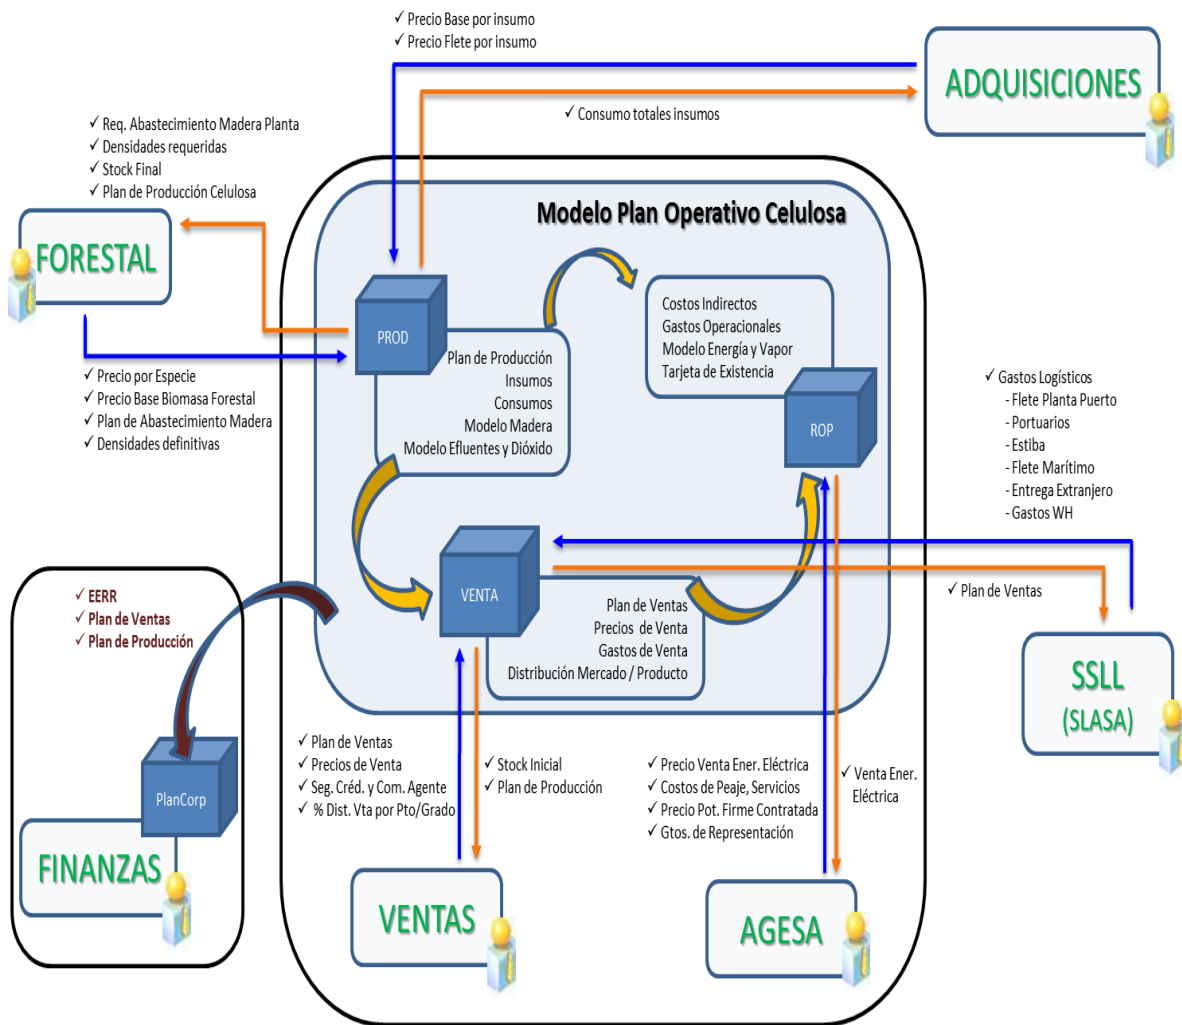 ✓ Precio Base por insumo
✓ Precio Flete por insumo
ADQUISICIONES
✓ Consumo totales insumos
✓ Req. Abastecimiento Madera Planta
✓ Densidades requeridas
✓ Stock Final
✓ Plan de Producción Celulosa
FORESTAL
✓ Precio por Especie
✓ Precio Base Biomasa Forestal
✓ Plan de Abastecimiento Madera
✓ Densidades definitivas
Modelo Plan Operativo Celulosa
PROD
Plan de Producción
Insumos
Consumos
Modelo Madera
Modelo Efluentes y Dióxido
Costos Indirectos
Gastos Operacionales
Modelo Energía y Vapor
Tarjeta de Existencia
ROP
✓ Gastos Logísticos
- Flete Planta Puerto
- Portuarios
- Estiba
- Flete Marítimo
- Entrega Extranjero
- Gastos WH
VENTA
Plan de Ventas
Precios de Venta
Gastos de Venta
Distribución Mercado / Producto
✓ Plan de Ventas
SSLL
(SLASA)
✓ EERR
✓ Plan de Ventas
✓ Plan de Producción
PlanCorp
FINANZAS
✓ Plan de Ventas
✓ Precios de Venta
✓ Seg. Créd. y Com. Agente
✓ % Dist. Vta por Pto/Grado
✓ Stock Inicial
✓ Plan de Producción
VENTAS
✓ Precio Venta Ener. Eléctrica
✓ Costos de Peaje, Servicios
✓ Precio Pot. Firme Contratada
✓ Gtos. de Representación
✓ Venta Ener.
Eléctrica
AGESA